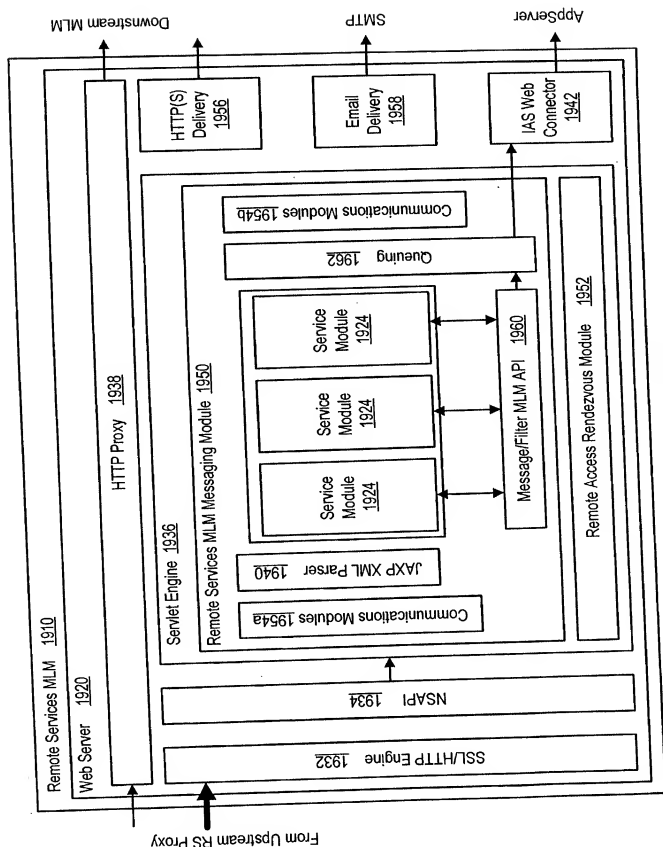 Downstream MLM
SMTP
AppServer
Remote Services MLM 1910
Web Server 1920
HTTP Proxy 1938
HTTP(S)
Delivery
1956
Email
Delivery
1958
IAS Web
Connector
1942
Servlet Engine 1936
Remote Services MLM Messaging Module 1950
Communications Modules 1954a
JAXP XML Parser 1940
Service
Module
1924
Service
Module
1924
Service
Module
1924
Queuing 1962
Communications Modules 1954b
Message/Filter MLM API 1960
Remote Access Rendezvous Module 1952
NSAPI 1934
SSL/HTTP Engine 1932
From Upstream RS Proxy